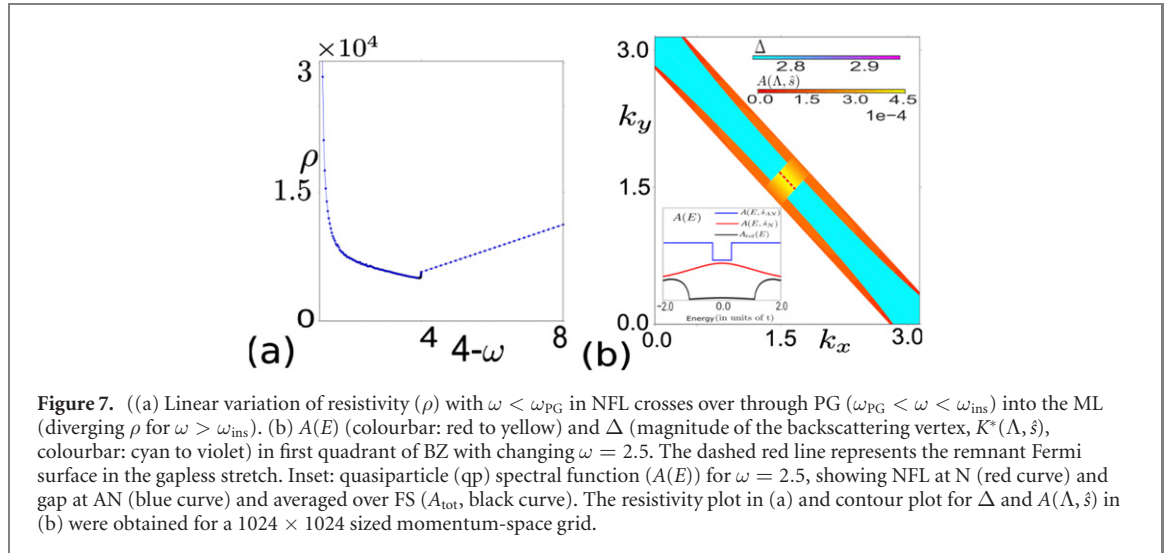 ×10⁴
3
ρ
1.5
0
4
4-ω
8
(a)
3.0
k_y
1.5
0.0
0.0
1.5
k_x
3.0
(b)
Δ
2.8
2.9
A(Λ, ŝ)
0.0
1.5
3.0
4.5
1e−4
A(E)
A(E, ŝ_AN)
A(E, ŝ_N)
A_tot(E)
−2.0
0.0
2.0
Energy(in units of t)
Figure 7. ((a) Linear variation of resistivity (ρ) with ω < ω_PG in NFL crosses over through PG (ω_PG < ω < ω_ins) into the ML
(diverging ρ for ω > ω_ins). (b) A(E) (colourbar: red to yellow) and Δ (magnitude of the backscattering vertex, K*(Λ, ŝ),
colourbar: cyan to violet) in first quadrant of BZ with changing ω = 2.5. The dashed red line represents the remnant Fermi
surface in the gapless stretch. Inset: quasiparticle (qp) spectral function (A(E)) for ω = 2.5, showing NFL at N (red curve) and
gap at AN (blue curve) and averaged over FS (A_tot, black curve). The resistivity plot in (a) and contour plot for Δ and A(Λ, ŝ) in
(b) were obtained for a 1024 × 1024 sized momentum-space grid.